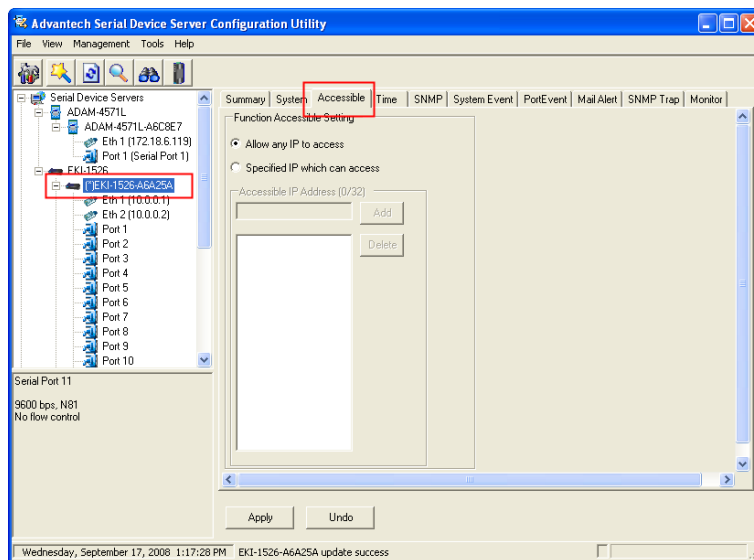 Advantech Serial Device Server Configuration Utility
File View Management Tools Help
Serial Device Servers
ADAM-4571L
ADAM-4571L-A6C8E7
Eth 1 (172.18.6.119)
Port 1 (Serial Port 1)
EKI-1526
(*)EKI-1526-A6A25A
Eth 1 (10.0.0.1)
Eth 2 (10.0.0.2)
Port 1
Port 2
Port 3
Port 4
Port 5
Port 6
Port 7
Port 8
Port 9
Port 10
Serial Port 11
9600 bps, N81
No flow control
Summary System Accessible Time SNMP System Event PortEvent Mail Alert SNMP Trap Monitor
Function Accessible Setting
Allow any IP to access
Specified IP which can access
Accessible IP Address (0/32)
Add
Delete
Apply Undo
Wednesday, September 17, 2008 1:17:28 PM EKI-1526-A6A25A update success